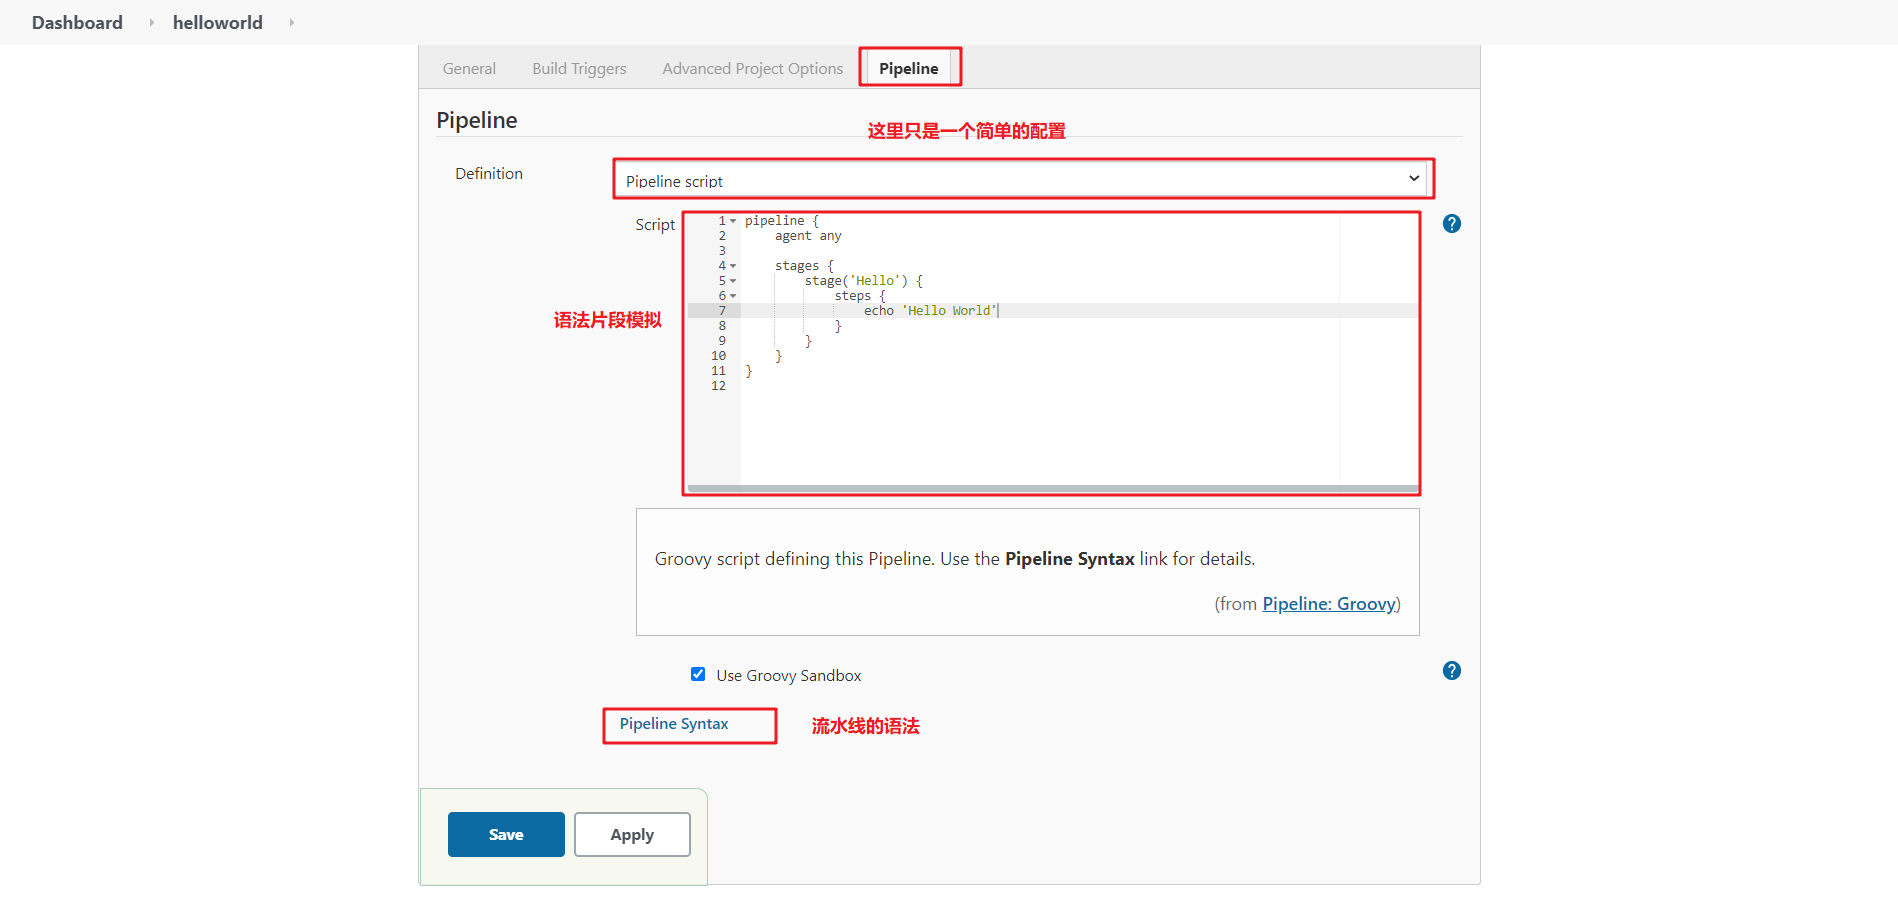 Dashboard helloworld
General Build Triggers Advanced Project Options Pipeline
Pipeline
这里只是一个简单的配置
Definition
Pipeline script
Script
1 pipeline {
2 agent any
3
4 stages {
5 stage('Hello') {
6 steps {
7 echo 'Hello World'
8 }
9 }
10 }
11 }
12
语法片段模拟
Groovy script defining this Pipeline. Use the Pipeline Syntax link for details.
(from Pipeline: Groovy)
Use Groovy Sandbox
Pipeline Syntax
流水线的语法
Save Apply